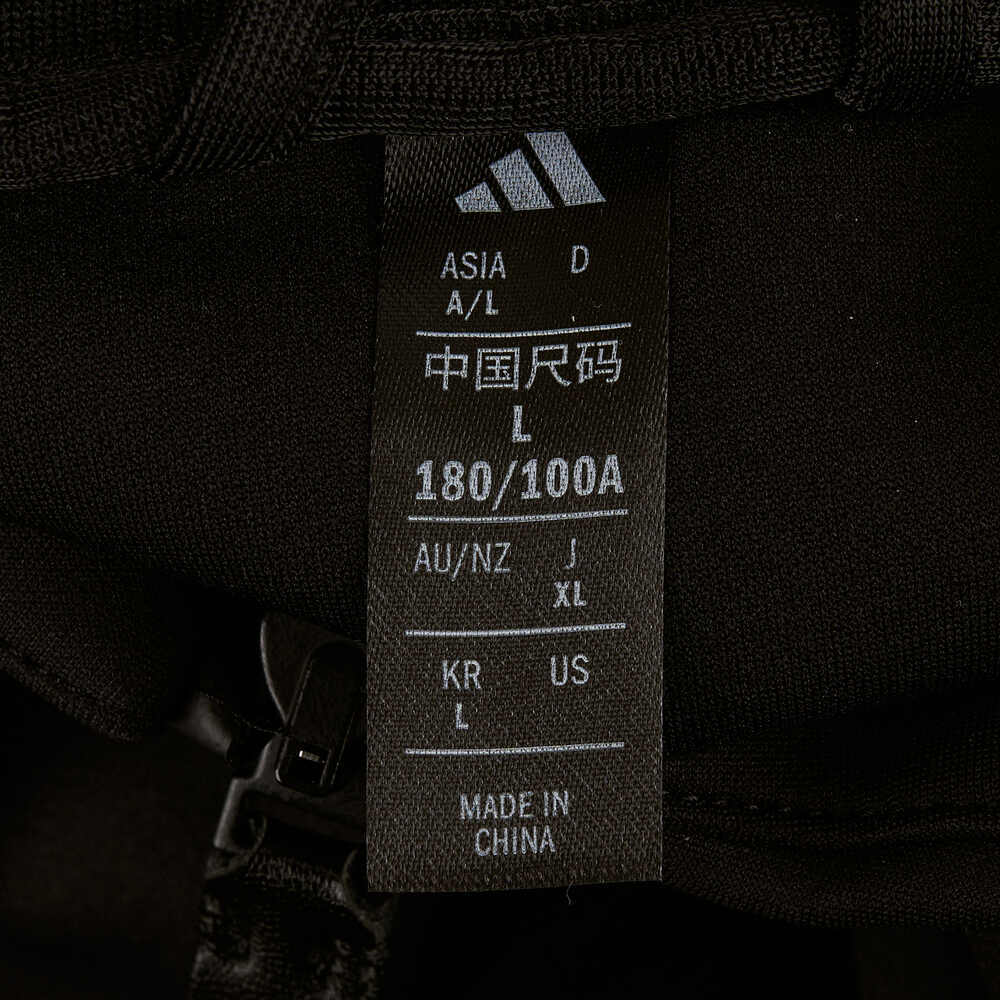 ASIA D
A/L
中国尺码
L
180/100A
AU/NZ J
XL
KR US
L
MADE IN
CHINA